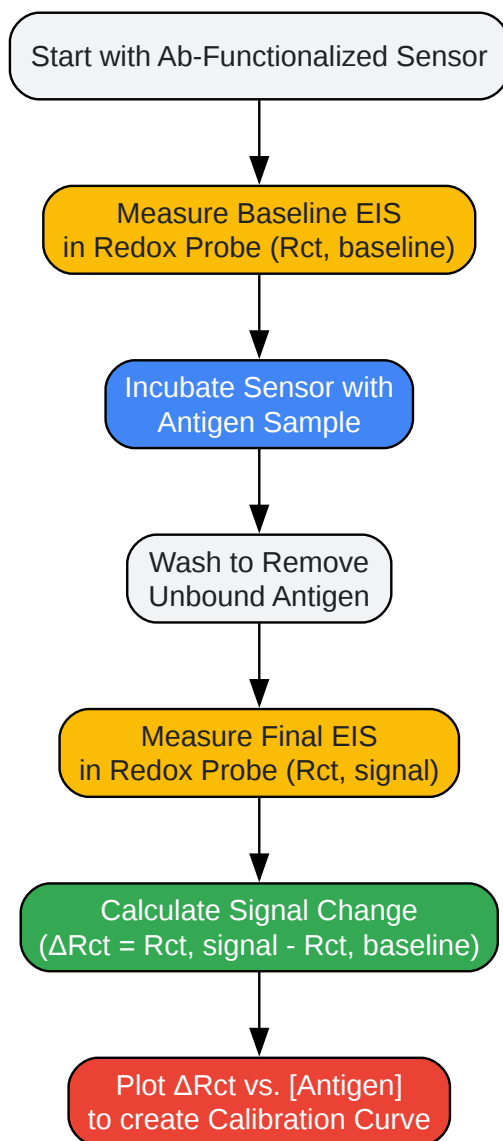 Start with Ab-Functionalized Sensor
Measure Baseline EIS
in Redox Probe (Rct, baseline)
Incubate Sensor with
Antigen Sample
Wash to Remove
Unbound Antigen
Measure Final EIS
in Redox Probe (Rct, signal)
Calculate Signal Change
(ΔRct = Rct, signal - Rct, baseline)
Plot ΔRct vs. [Antigen]
to create Calibration Curve